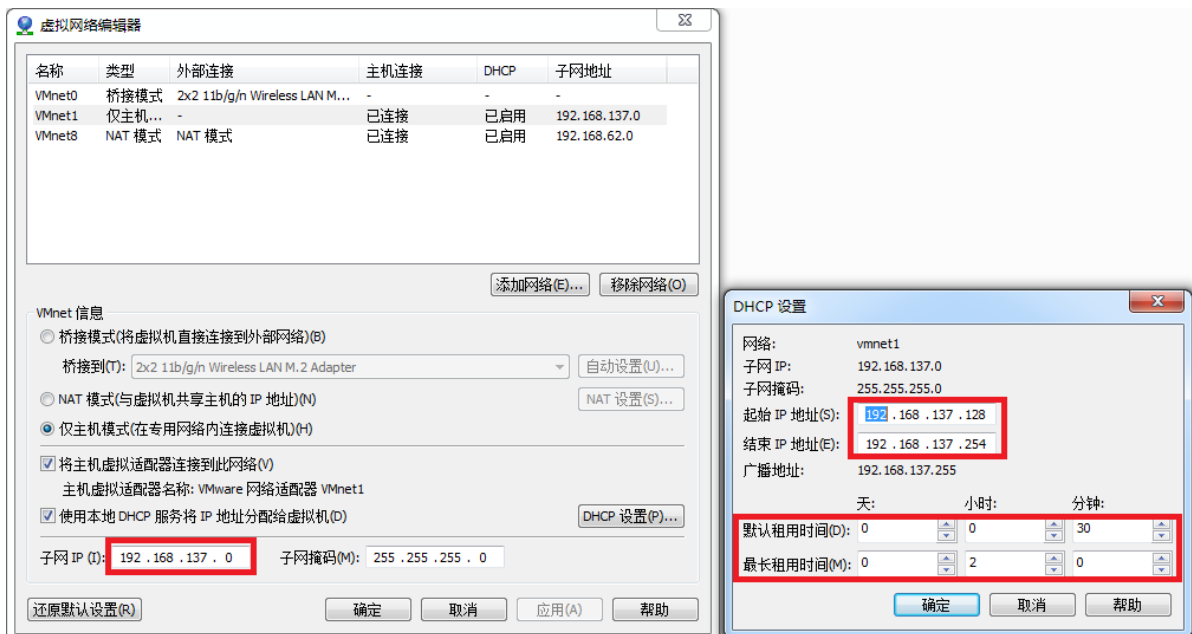 虚拟网络编辑器
名称 类型 外部连接 主机连接 DHCP 子网地址
VMnet0 桥接模式 2x2 11b/g/n Wireless LAN M... - - -
VMnet1 仅主机... - 已连接 已启用 192.168.137.0
VMnet8 NAT 模式 NAT 模式 已连接 已启用 192.168.62.0
添加网络(E)... 移除网络(O)
VMnet 信息
桥接模式(将虚拟机直接连接到外部网络)(B)
桥接到(T): 2x2 11b/g/n Wireless LAN M.2 Adapter 自动设置(U)...
NAT 模式(与虚拟机共享主机的 IP 地址)(N) NAT 设置(S)...
仅主机模式(在专用网络内连接虚拟机)(H)
将主机虚拟适配器连接到此网络(V)
主机虚拟适配器名称: VMware 网络适配器 VMnet1
使用本地 DHCP 服务将 IP 地址分配给虚拟机(D) DHCP 设置(P)...
子网 IP (I): 192 . 168 . 137 . 0 子网掩码(M): 255 . 255 . 255 . 0
还原默认设置(R) 确定 取消 应用(A) 帮助
DHCP 设置
网络: vmnet1
子网 IP: 192.168.137.0
子网掩码: 255.255.255.0
起始 IP 地址(S): 192 . 168 . 137 . 128
结束 IP 地址(E): 192 . 168 . 137 . 254
广播地址: 192.168.137.255
天: 小时: 分钟:
默认租用时间(D): 0 0 30
最长租用时间(M): 0 2 0
确定 取消 帮助